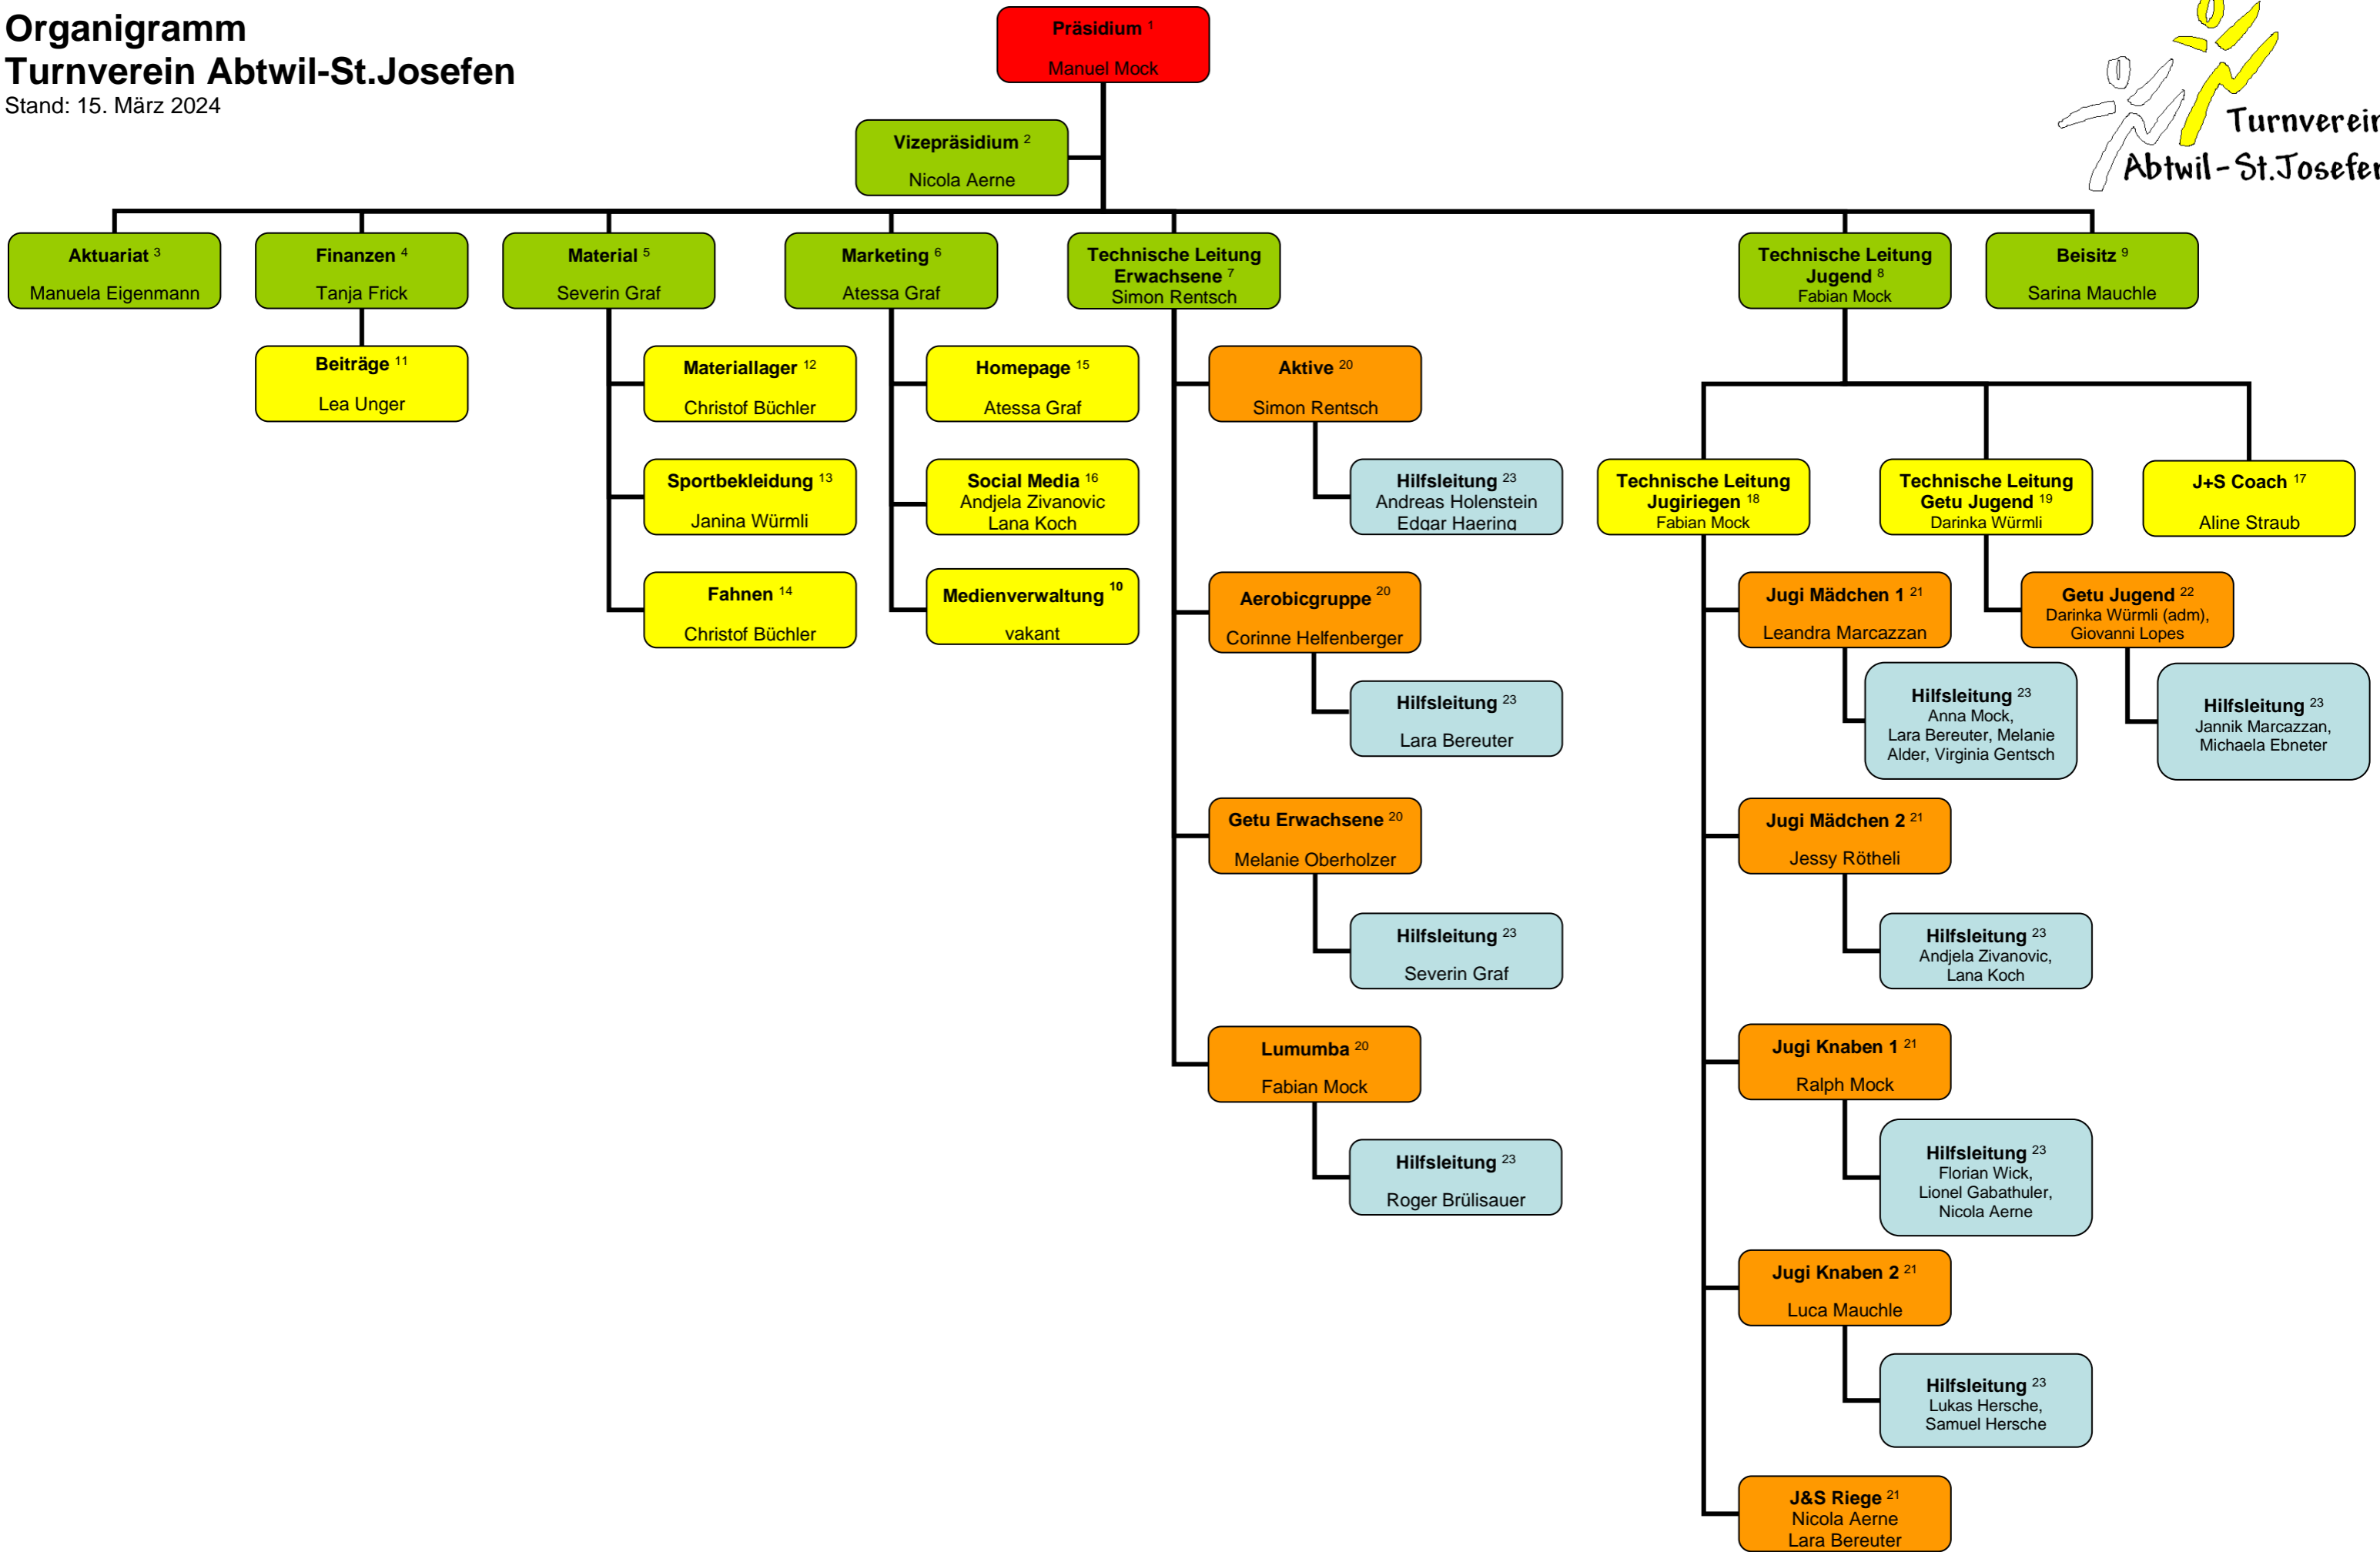 Organigramm
Turnverein Abtwil-St.Josefen
Stand: 15. März 2024
Präsidium 1
Manuel Mock
Turnverein
Abtwil-St.Josefen
Vizepräsidium 2
Nicola Aerne
Aktuariat 3
Manuela Eigenmann
Finanzen 4
Tanja Frick
Material 5
Severin Graf
Marketing 6
Atessa Graf
Technische Leitung
Erwachsene 7
Simon Rentsch
Technische Leitung
Jugend 8
Fabian Mock
Beisitz 9
Sarina Mauchle
Beiträge 11
Lea Unger
Materiallager 12
Christof Büchler
Sportbekleidung 13
Janina Würmli
Fahnen 14
Christof Büchler
Homepage 15
Atessa Graf
Social Media 16
Andjela Zivanovic
Lana Koch
Medienverwaltung 10
vakant
Aktive 20
Simon Rentsch
Hilfsleitung 23
Andreas Holenstein
Edgar Haering
Aerobicgruppe 20
Corinne Helfenberger
Hilfsleitung 23
Lara Bereuter
Getu Erwachsene 20
Melanie Oberholzer
Hilfsleitung 23
Severin Graf
Lumumba 20
Fabian Mock
Hilfsleitung 23
Roger Brülisauer
Technische Leitung
Jugiriegen 18
Fabian Mock
Technische Leitung
Getu Jugend 19
Darinka Würmli
J+S Coach 17
Aline Straub
Jugi Mädchen 1 21
Leandra Marcazzan
Hilfsleitung 23
Anna Mock,
Lara Bereuter, Melanie
Alder, Virginia Gentsch
Getu Jugend 22
Darinka Würmli (adm),
Giovanni Lopes
Hilfsleitung 23
Jannik Marcazzan,
Michaela Ebneter
Jugi Mädchen 2 21
Jessy Rötheli
Hilfsleitung 23
Andjela Zivanovic,
Lana Koch
Jugi Knaben 1 21
Ralph Mock
Hilfsleitung 23
Florian Wick,
Lionel Gabathuler,
Nicola Aerne
Jugi Knaben 2 21
Luca Mauchle
Hilfsleitung 23
Lukas Hersche,
Samuel Hersche
J&S Riege 21
Nicola Aerne
Lara Bereuter